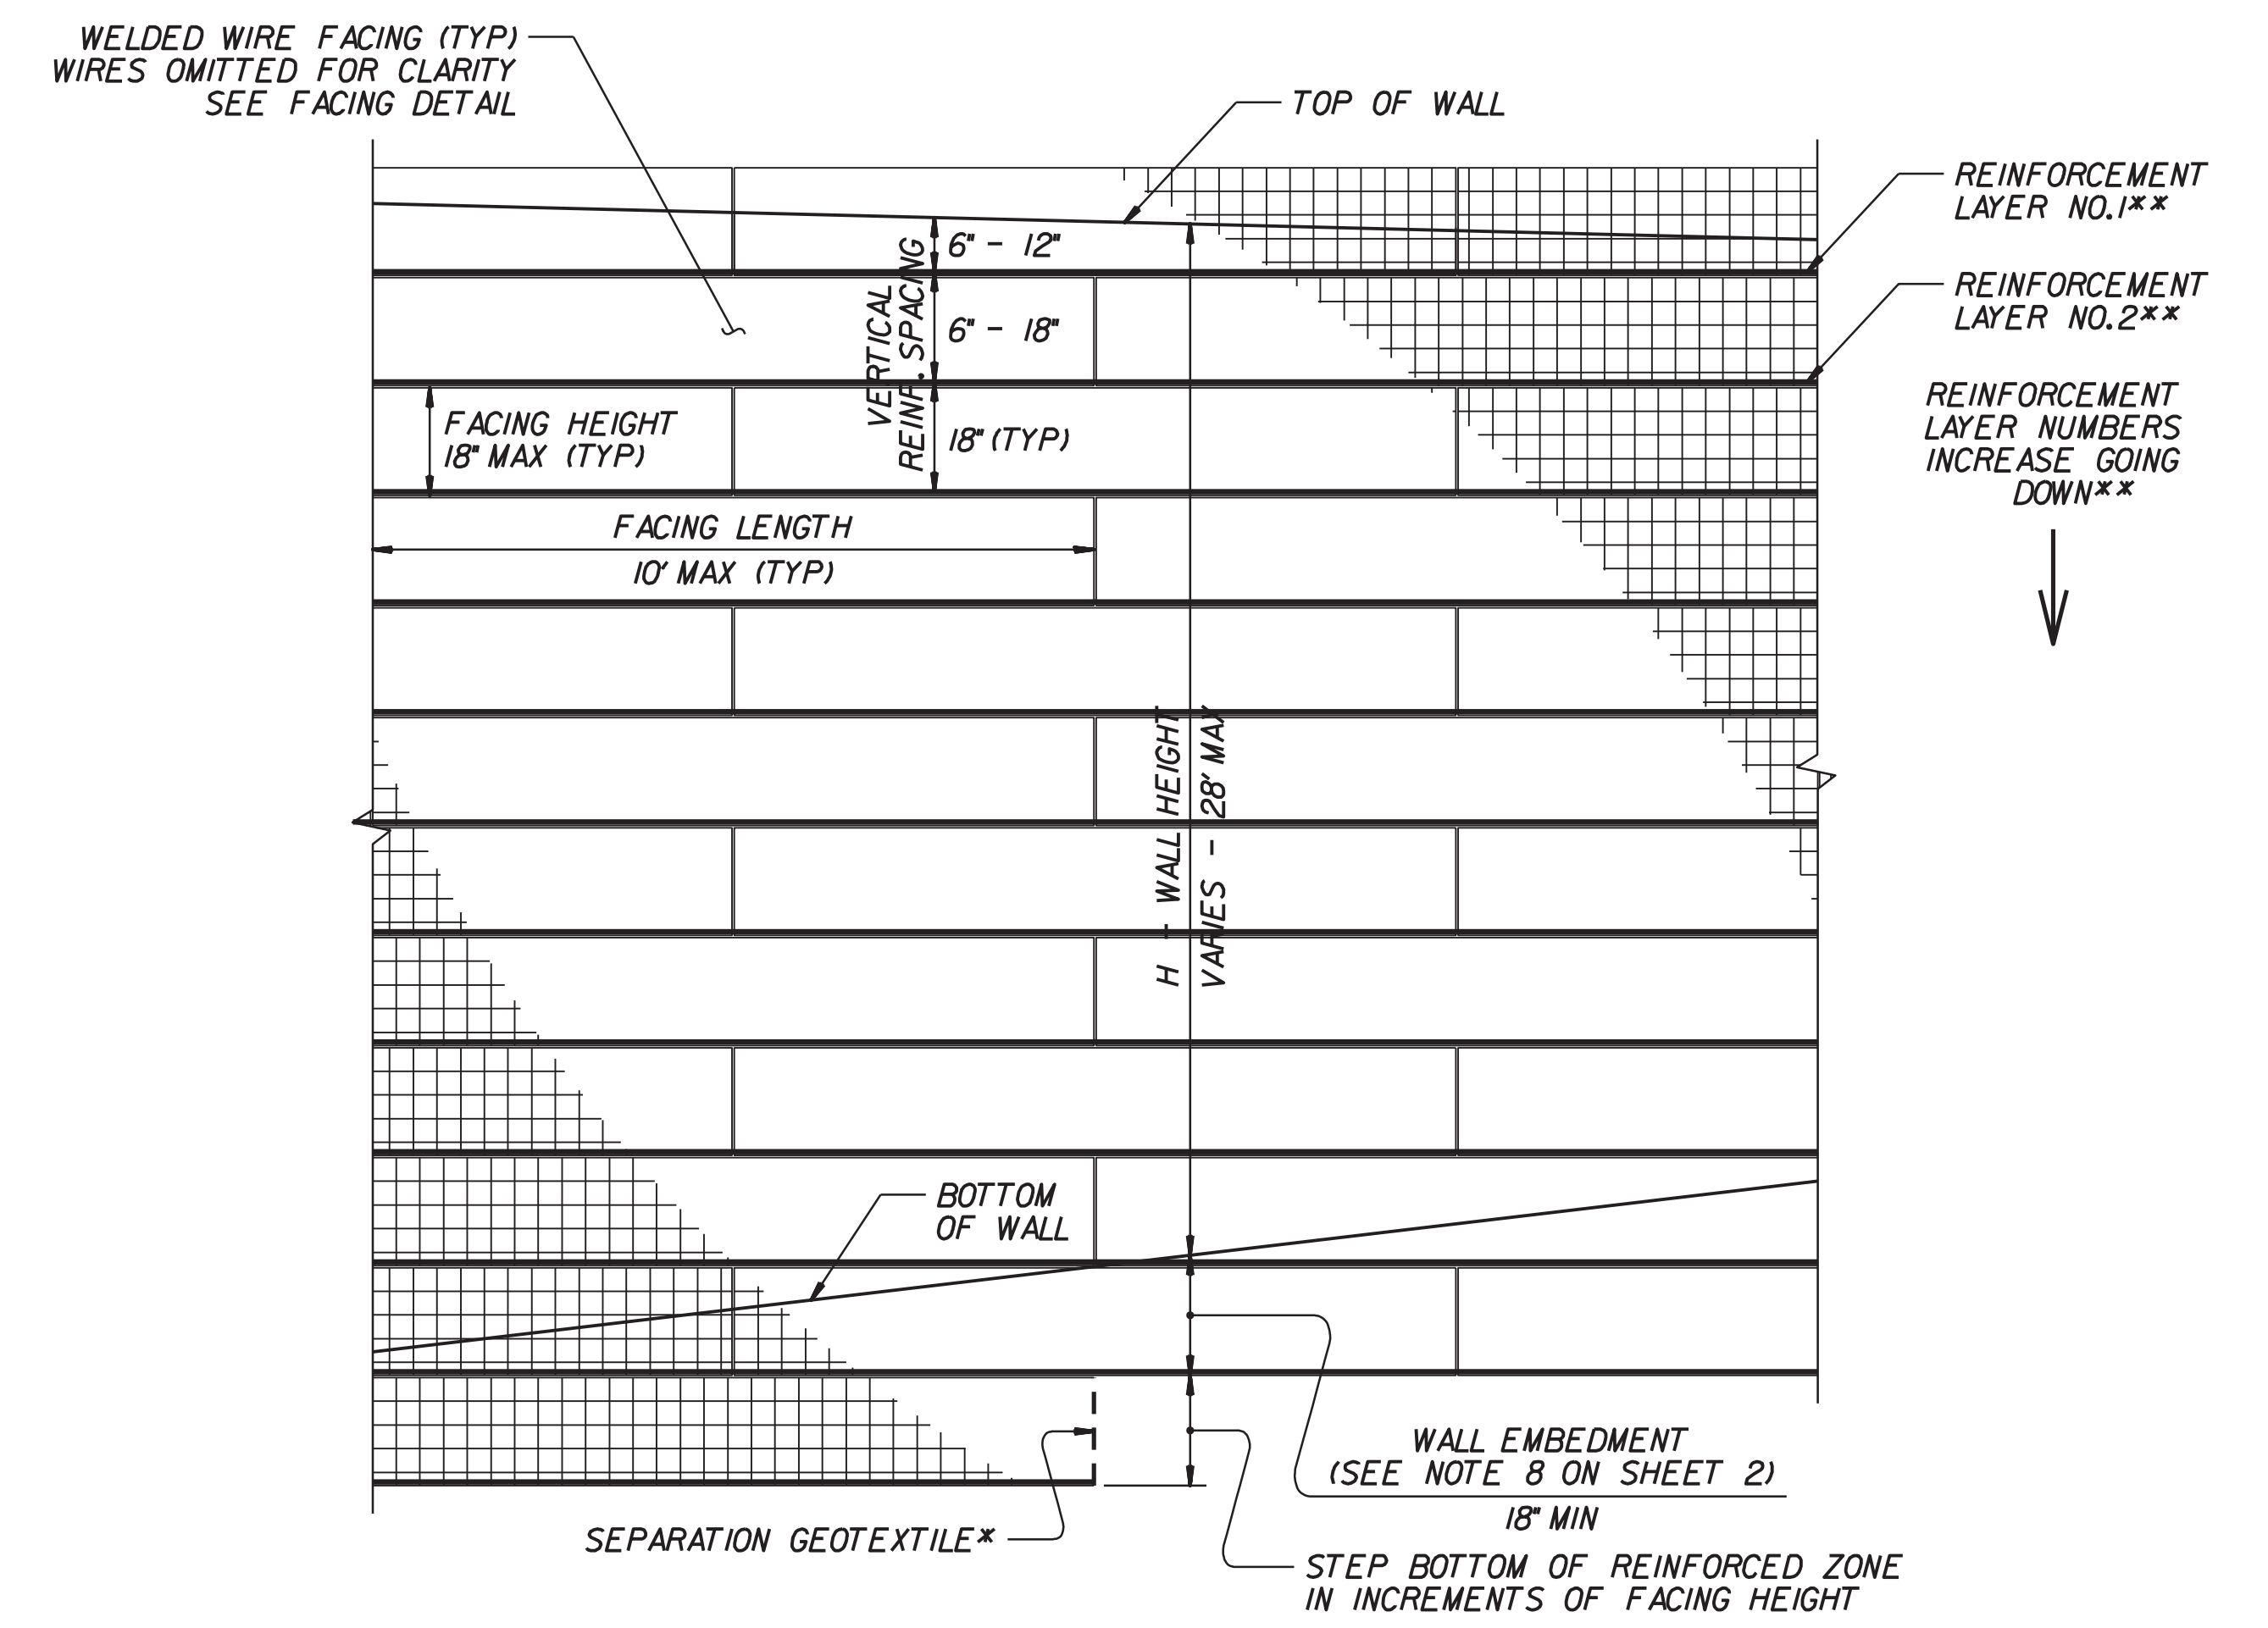 WELDED WIRE FACING (TYP)
WIRES OMITTED FOR CLARITY
SEE FACING DETAIL
TOP OF WALL
REINFORCEMENT
LAYER NO.1**
REINFORCEMENT
LAYER NO.2**
REINFORCEMENT
LAYER NUMBERS
INCREASE GOING
DOWN**
VERTICAL
REINF. SPACING
6" - 12"
6" - 18"
18" (TYP)
FACING HEIGHT
18" MAX (TYP)
FACING LENGTH
10' MAX (TYP)
H - WALL HEIGHT
VARIES - 28' MAX
BOTTOM
OF WALL
WALL EMBEDMENT
(SEE NOTE 8 ON SHEET 2)
18" MIN
SEPARATION GEOTEXTILE*
STEP BOTTOM OF REINFORCED ZONE
IN INCREMENTS OF FACING HEIGHT